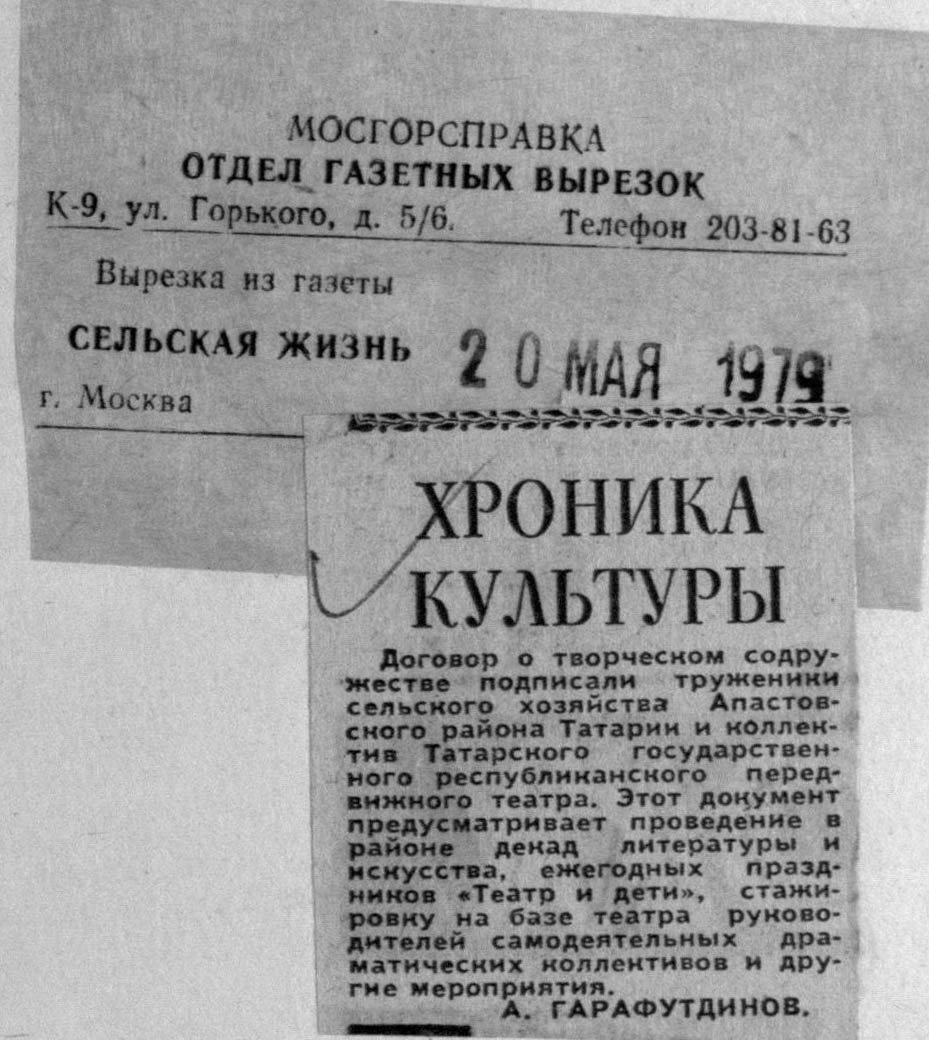 МОСГОРСПРАВКА
ОТДЕЛ ГАЗЕТНЫХ ВЫРЕЗОК
К-9, ул. Горького, д. 5/6. Телефон 203-81-63
Вырезка из газеты
СЕЛЬСКАЯ ЖИЗНЬ 20 МАЯ 1979
г. Москва
ХРОНИКА
КУЛЬТУРЫ
Договор о творческом содру-
жестве подписали труженики
сельского хозяйства Апастов-
ского района Татарии и коллек-
тив Татарского государствен-
ного республиканского перед-
вижного театра. Этот документ
предусматривает проведение в
районе декад литературы и
искусства, ежегодных празд-
ников «Театр и дети», стажи-
ровку на базе театра руково-
дителей самодеятельных дра-
матических коллективов и дру-
гие мероприятия.
А. ГАРАФУТДИНОВ.